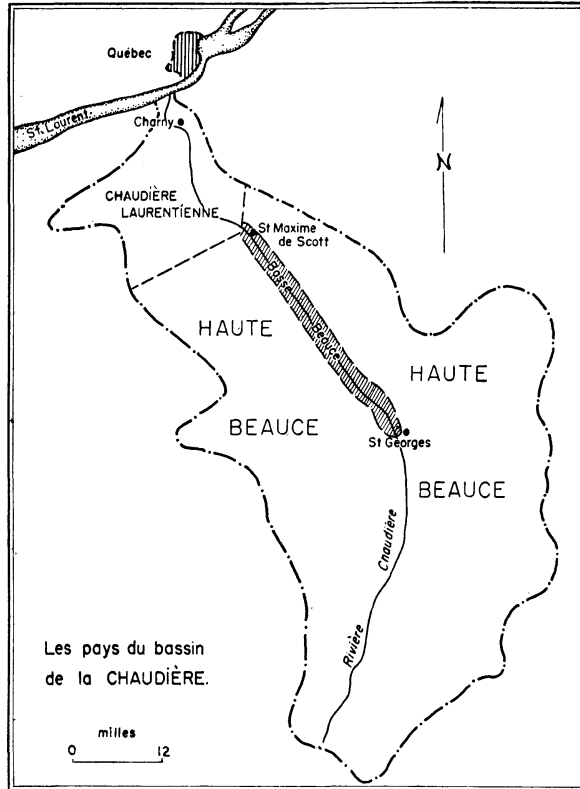 Québec
St. Laurent
Charny
N
CHAUDIÈRE
LAURENTIENNE
St Maxime
de Scott
Basse Beauce
HAUTE
BEAUCE
HAUTE
BEAUCE
St Georges
Rivière Chaudière
Les pays du bassin
de la CHAUDIÈRE.
milles
0 12